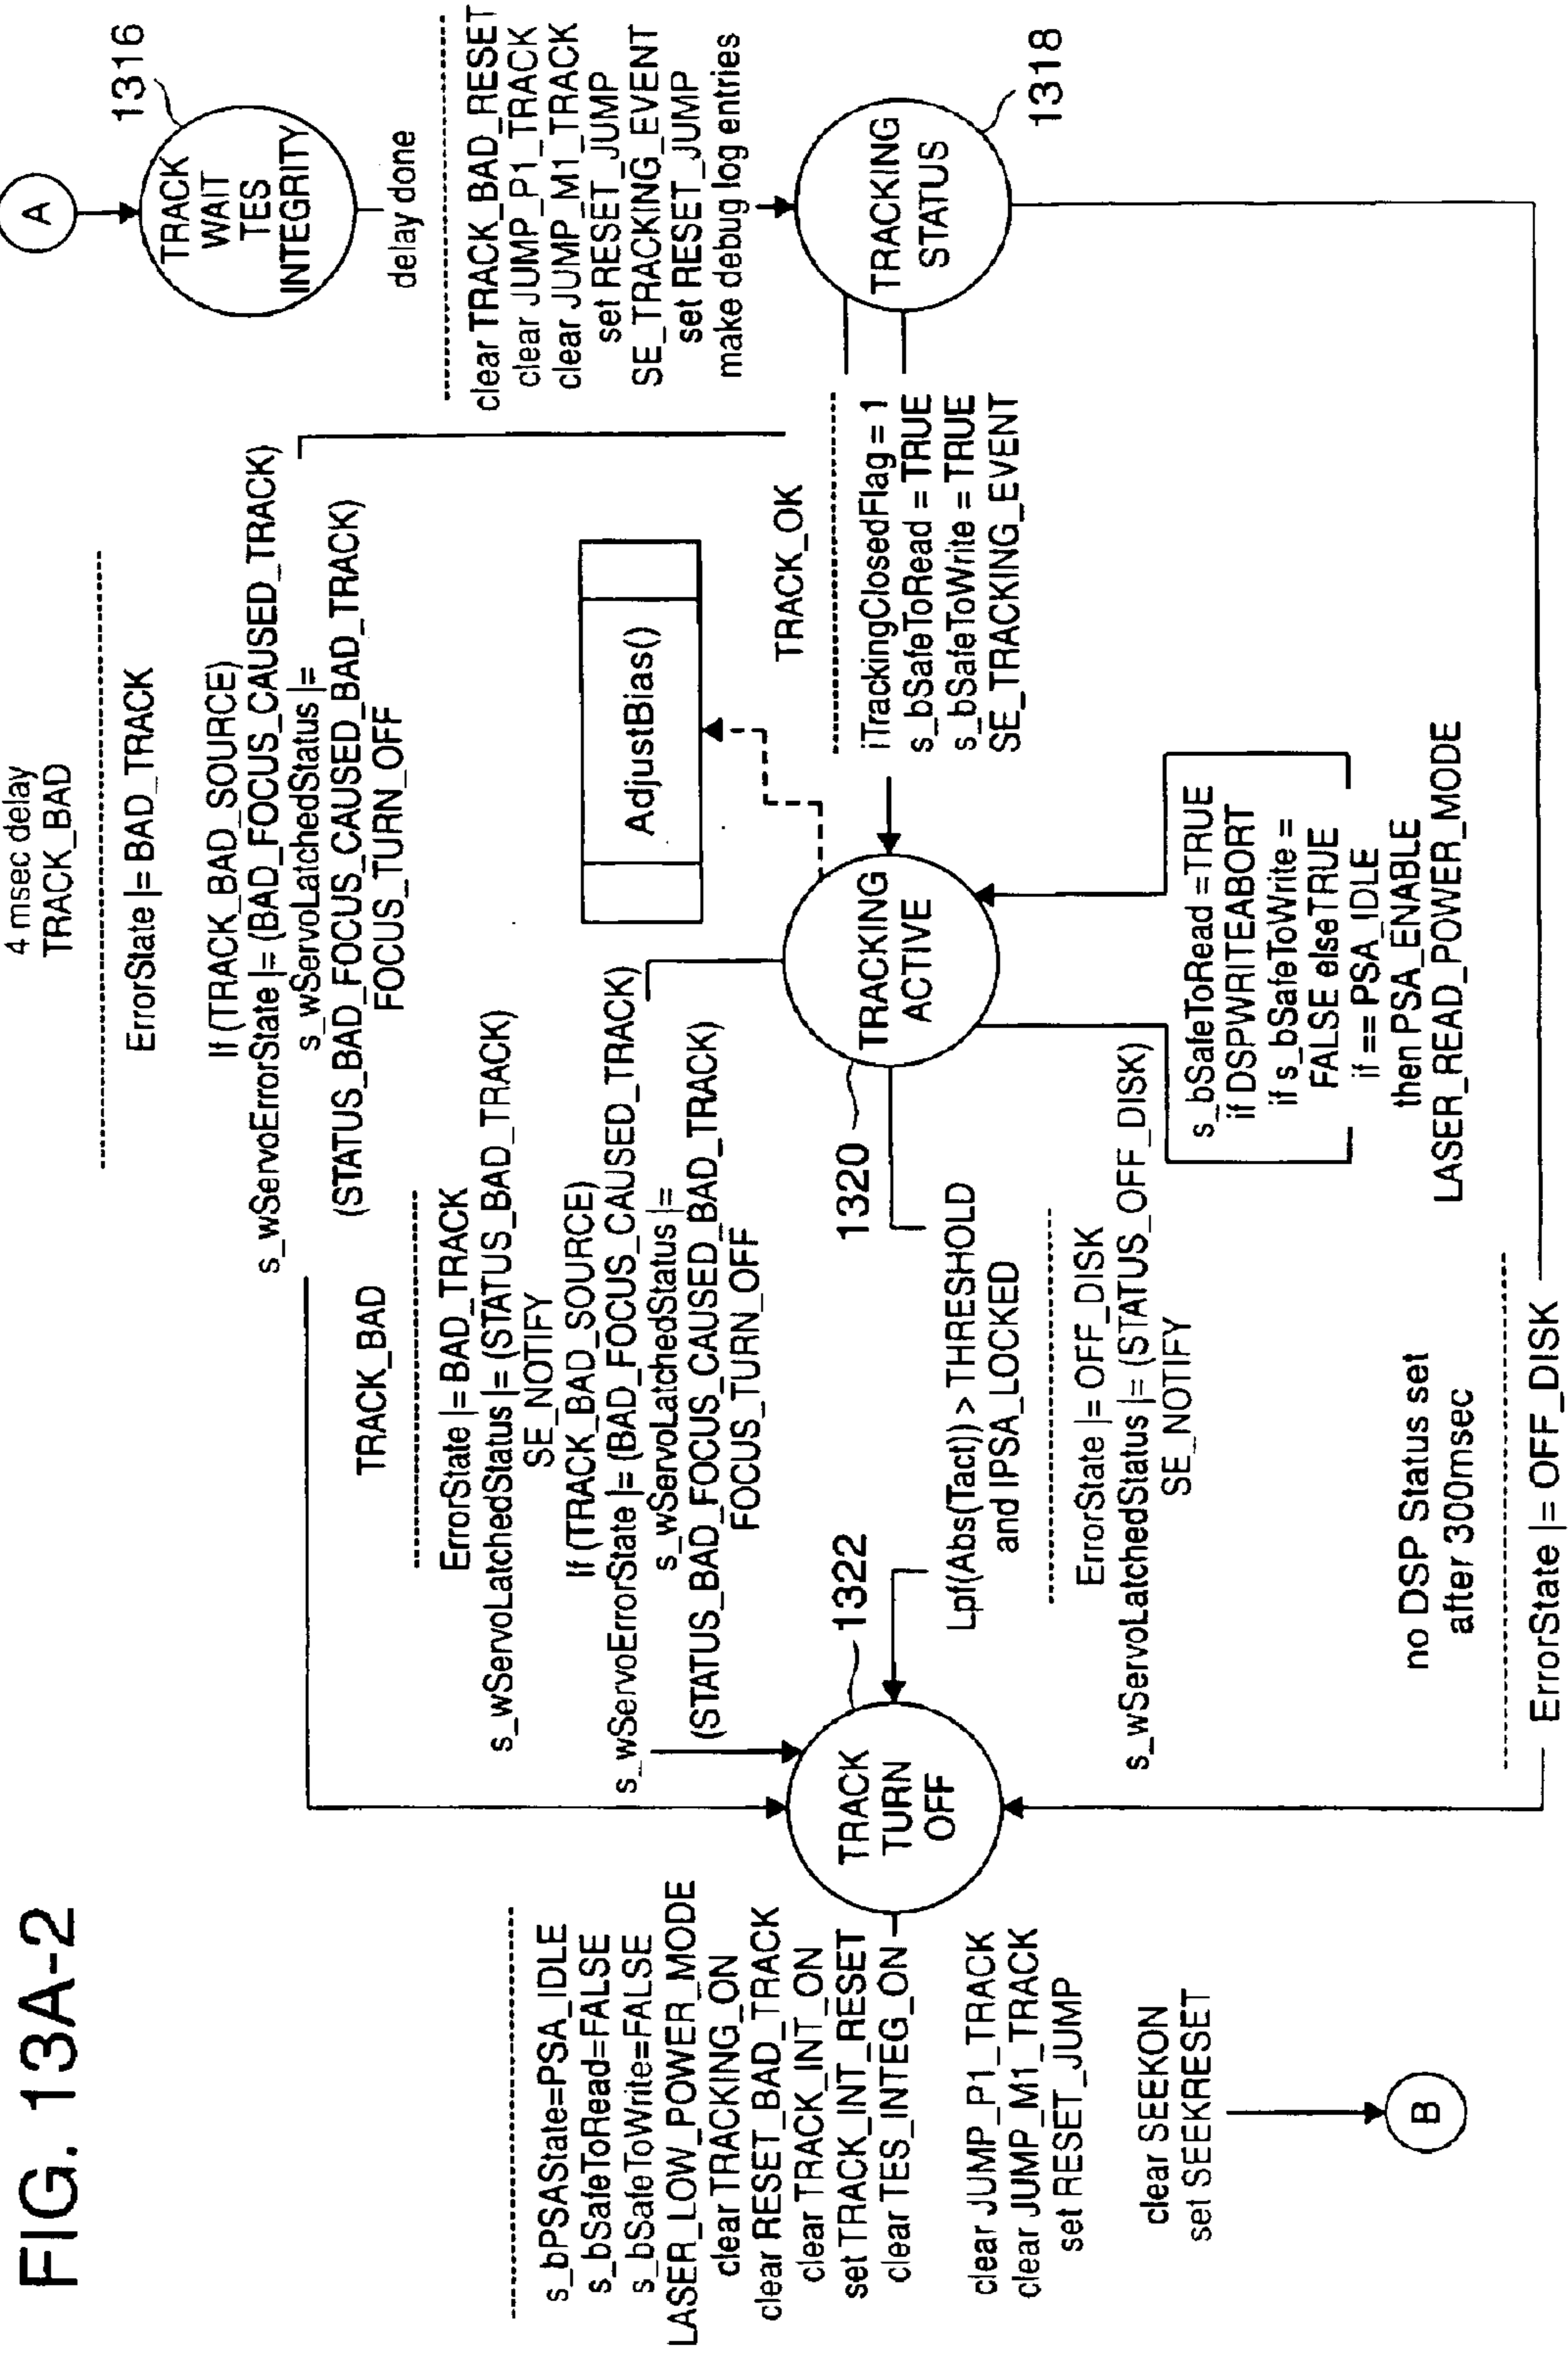 FIG. 13A-2
A
TRACK
WAIT
TES
INTEGRITY
1316
delay done
clear TRACK_BAD_RESET
clear JUMP_P1_TRACK
clear JUMP_M1_TRACK
set RESET_JUMP
SE_TRACKING_EVENT
set RESET_JUMP
make debug log entries
TRACKING
STATUS
1318
4 msec delay
TRACK_BAD
ErrorState |= BAD_TRACK
If (TRACK_BAD_SOURCE)
s_wServoErrorState |= (BAD_FOCUS_CAUSED_TRACK)
s_wServoLatchedStatus |=
(STATUS_BAD_FOCUS_CAUSED_BAD_TRACK)
FOCUS_TURN_OFF
AdjustBias()
TRACK_OK
iTrackingClosedFlag = 1
s_bSafeToRead = TRUE
s_bSafeToWrite = TRUE
SE_TRACKING_EVENT
TRACKING
ACTIVE
1320
s_bSafeToRead =TRUE
if DSPWRITEABORT
if s_bSafeToWrite =
FALSE elseTRUE
if == PSA_IDLE
then PSA_ENABLE
LASER_READ_POWER_MODE
TRACK_BAD
ErrorState |= BAD_TRACK
s_wServoLatchedStatus |= (STATUS_BAD_TRACK)
SE_NOTIFY
If (TRACK_BAD_SOURCE)
s_wServoErrorState |= (BAD_FOCUS_CAUSED_TRACK)
s_wServoLatchedStatus |=
(STATUS_BAD_FOCUS_CAUSED_BAD_TRACK)
FOCUS_TURN_OFF
Lpf(Abs(Tact)) > THRESHOLD
and IPSA_LOCKED
ErrorState |= OFF_DISK
s_wServoLatchedStatus |= (STATUS_OFF_DISK)
SE_NOTIFY
no DSP Status set
after 300msec
ErrorState |= OFF_DISK
TRACK
TURN
OFF
1322
s_bPSAState=PSA_IDLE
s_bSafeToRead=FALSE
s_bSafeToWrite=FALSE
LASER_LOW_POWER_MODE
clear TRACKING_ON
clear RESET_BAD_TRACK
clear TRACK_INT_ON
set TRACK_INT_RESET
clear TES_INTEG_ON
clear JUMP_P1_TRACK
clear JUMP_M1_TRACK
set RESET_JUMP
clear SEEKON
set SEEKRESET
B